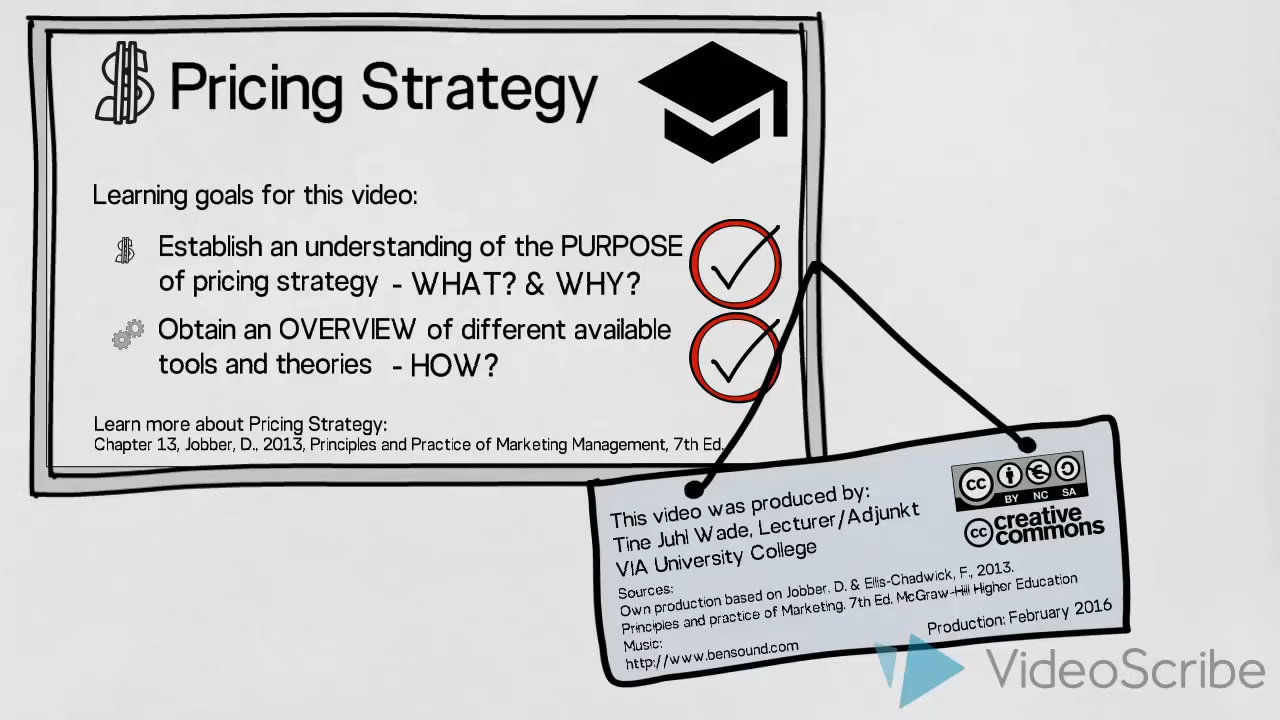 Pricing Strategy
Learning goals for this video:
Establish an understanding of the PURPOSE
of pricing strategy - WHAT? & WHY?
Obtain an OVERVIEW of different available
tools and theories - HOW?
Learn more about Pricing Strategy:
Chapter 13, Jobber, D., 2013, Principles and Practice of Marketing Management, 7th Ed.
This video was produced by:
Tine Juhl Wade, Lecturer/Adjunkt
VIA University College
cc
BY NC SA
cc creative
commons
Sources:
Own production based on Jobber, D. & Ellis-Chadwick, F., 2013.
Principles and practice of Marketing. 7th Ed. McGraw-Hill Higher Education
Music:
http://www.bensound.com
Production: February 2016
VideoScribe